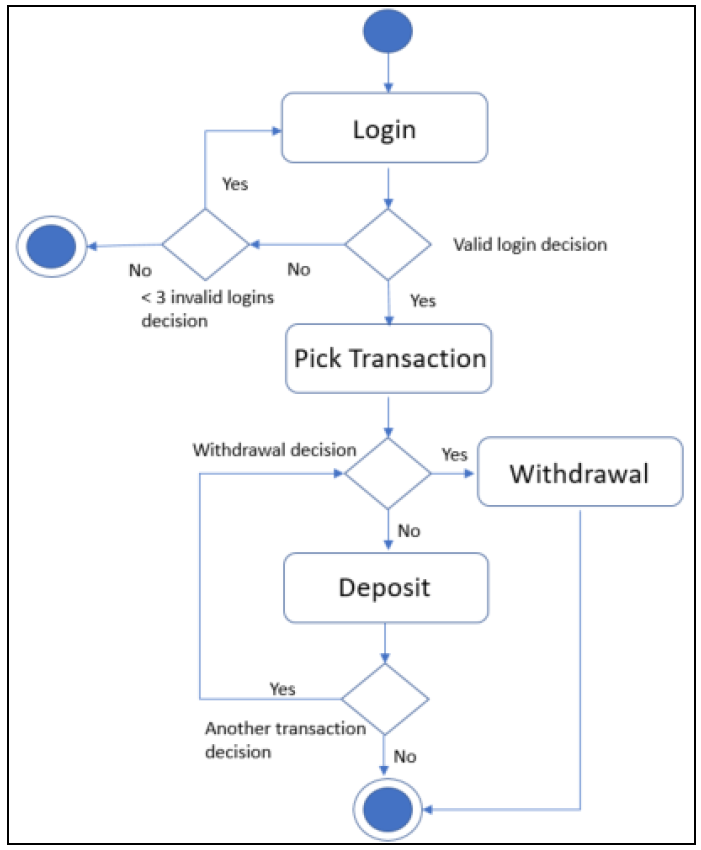 Login
Yes
Valid login decision
No
No
< 3 invalid logins
decision
Yes
Pick Transaction
Withdrawal decision
Yes
Withdrawal
No
Deposit
Yes
Another transaction
decision
No